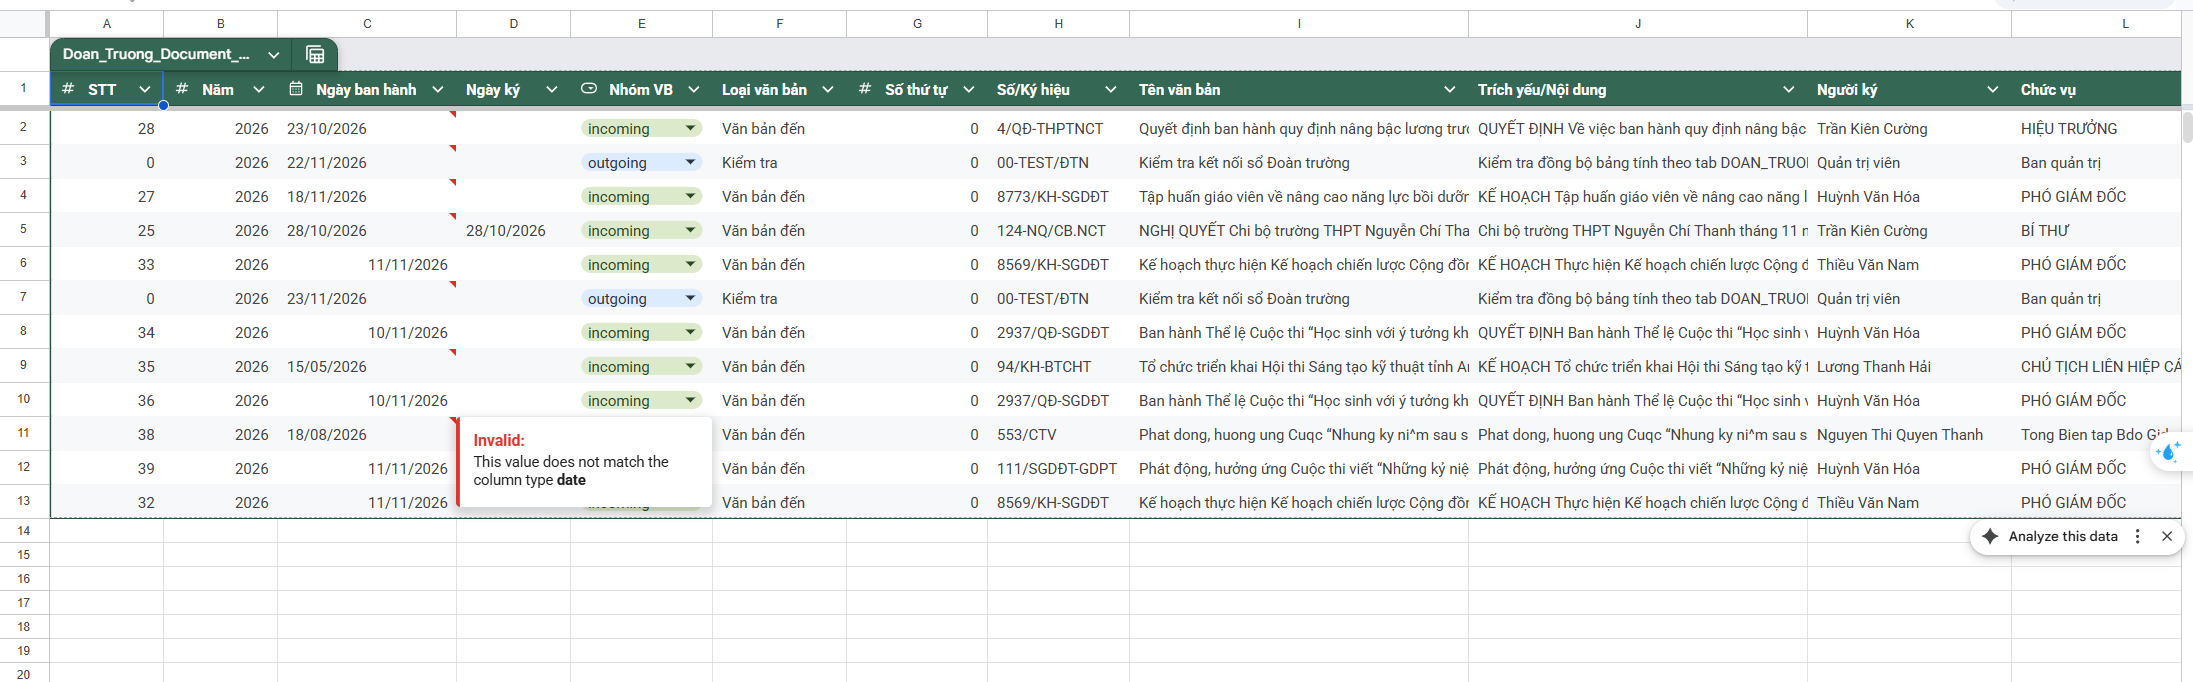 A B C D E F G H I J K L
Doan_Truong_Document_...
1 # STT # Năm Ngày ban hành Ngày ký Nhóm VB Loại văn bản # Số thứ tự Số/Ký hiệu Tên văn bản Trích yếu/Nội dung Người ký Chức vụ
2 28 2026 23/10/2026 incoming Văn bản đến 0 4/QĐ-THPTNCT Quyết định ban hành quy định nâng bậc lương trư QUYẾT ĐỊNH Về việc ban hành quy định nâng bậc Trần Kiên Cường HIỆU TRƯỞNG
3 0 2026 22/11/2026 outgoing Kiểm tra 0 00-TEST/ĐTN Kiểm tra kết nối sổ Đoàn trường Kiểm tra đồng bộ bảng tính theo tab DOAN_TRUO Quản trị viên Ban quản trị
4 27 2026 18/11/2026 incoming Văn bản đến 0 8773/KH-SGDĐT Tập huấn giáo viên về nâng cao năng lực bồi dưỡn KẾ HOẠCH Tập huấn giáo viên về nâng cao năng l Huỳnh Văn Hóa PHÓ GIÁM ĐỐC
5 25 2026 28/10/2026 28/10/2026 incoming Văn bản đến 0 124-NQ/CB.NCT NGHỊ QUYẾT Chi bộ trường THPT Nguyễn Chí Tha Chi bộ trường THPT Nguyễn Chí Thanh tháng 11 n Trần Kiên Cường BÍ THƯ
6 33 2026 11/11/2026 incoming Văn bản đến 0 8569/KH-SGDĐT Kế hoạch thực hiện Kế hoạch chiến lược Cộng đồn KẾ HOẠCH Thực hiện Kế hoạch chiến lược Cộng đ Thiều Văn Nam PHÓ GIÁM ĐỐC
7 0 2026 23/11/2026 outgoing Kiểm tra 0 00-TEST/ĐTN Kiểm tra kết nối sổ Đoàn trường Kiểm tra đồng bộ bảng tính theo tab DOAN_TRUO Quản trị viên Ban quản trị
8 34 2026 10/11/2026 incoming Văn bản đến 0 2937/QĐ-SGDĐT Ban hành Thể lệ Cuộc thi “Học sinh với ý tưởng kh QUYẾT ĐỊNH Ban hành Thể lệ Cuộc thi “Học sinh v Huỳnh Văn Hóa PHÓ GIÁM ĐỐC
9 35 2026 15/05/2026 incoming Văn bản đến 0 94/KH-BTCHT Tổ chức triển khai Hội thi Sáng tạo kỹ thuật tỉnh A KẾ HOẠCH Tổ chức triển khai Hội thi Sáng tạo kỹ t Lương Thanh Hải CHỦ TỊCH LIÊN HIỆP CÁ
10 36 2026 10/11/2026 incoming Văn bản đến 0 2937/QĐ-SGDĐT Ban hành Thể lệ Cuộc thi “Học sinh với ý tưởng kh QUYẾT ĐỊNH Ban hành Thể lệ Cuộc thi “Học sinh v Huỳnh Văn Hóa PHÓ GIÁM ĐỐC
11 38 2026 18/08/2026 Văn bản đến 0 553/CTV Phat dong, huong ung Cuqc “Nhung ky ni^m sau s Phat dong, huong ung Cuqc “Nhung ky ni^m sau s Nguyen Thi Quyen Thanh Tong Bien tap Bdo
Invalid:
This value does not match the
column type date
12 39 2026 11/11/2026 Văn bản đến 0 111/SGDĐT-GDPT Phát động, hưởng ứng Cuộc thi viết “Những kỷ niệ Phát động, hưởng ứng Cuộc thi viết “Những kỷ niệ Huỳnh Văn Hóa PHÓ GIÁM ĐỐC
13 32 2026 11/11/2026 Văn bản đến 0 8569/KH-SGDĐT Kế hoạch thực hiện Kế hoạch chiến lược Cộng đồn KẾ HOẠCH Thực hiện Kế hoạch chiến lược Cộng đ Thiều Văn Nam PHÓ GIÁM ĐỐC
14
Analyze this data
15
16
17
18
19
20